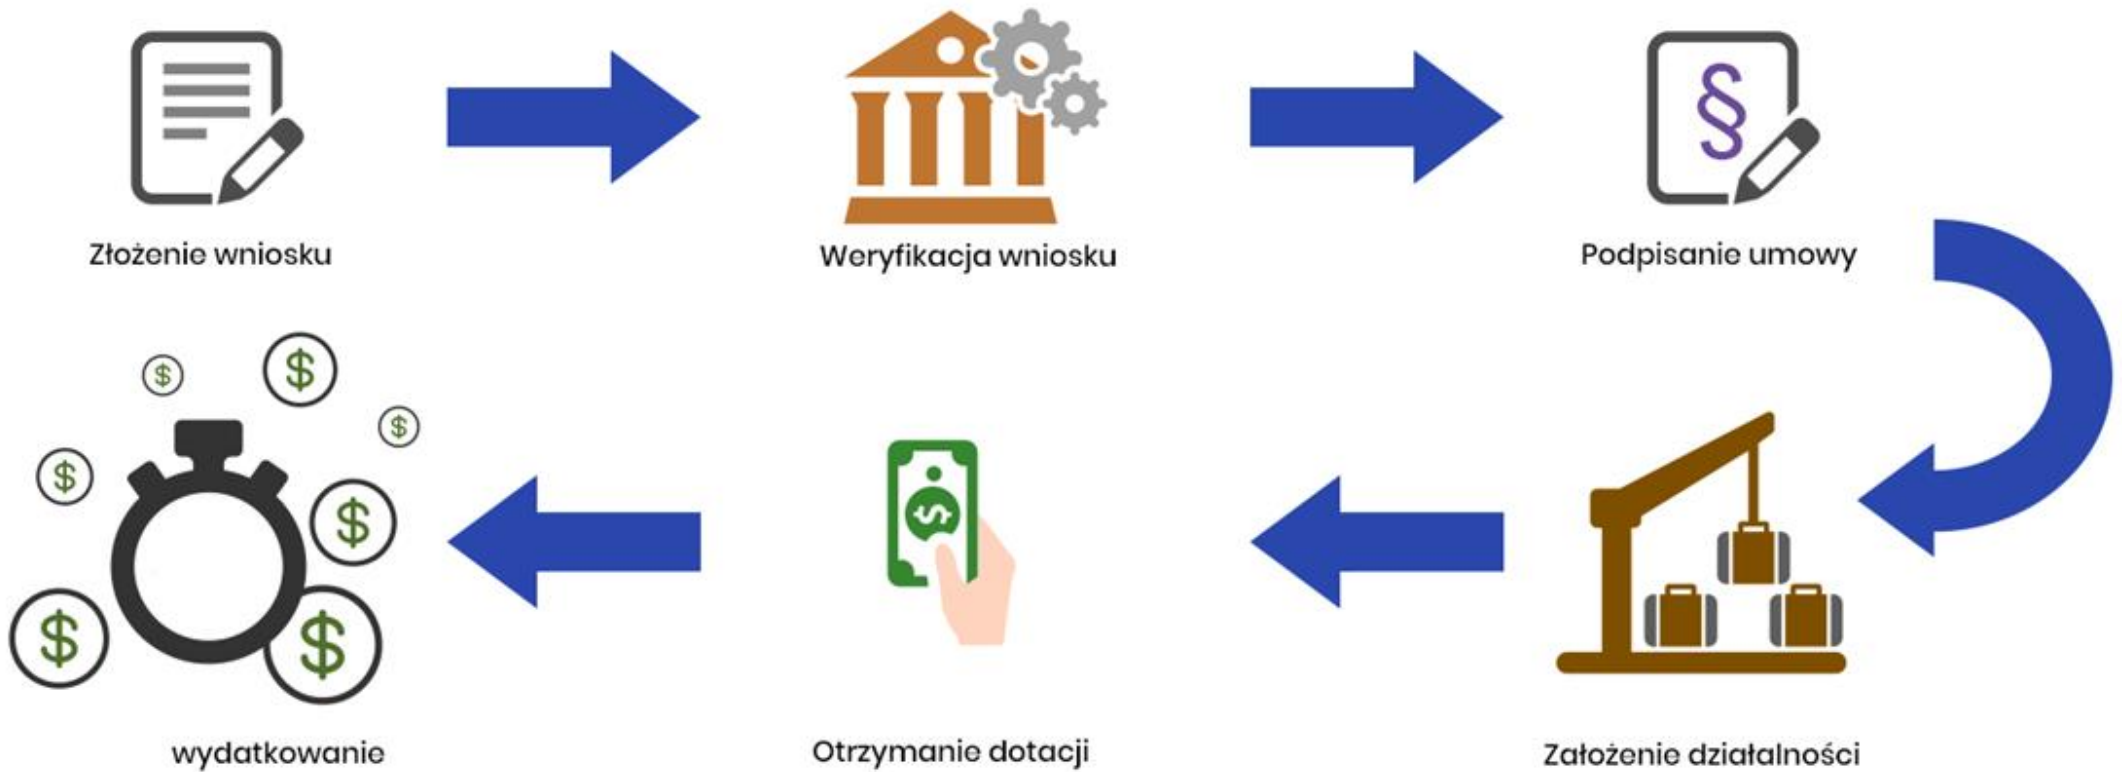 Złożenie wniosku
Weryfikacja wniosku
§
Podpisanie umowy
$
$
$
$
$
$
$
$
Założenie działalności
Otrzymanie dotacji
wydatkowanie